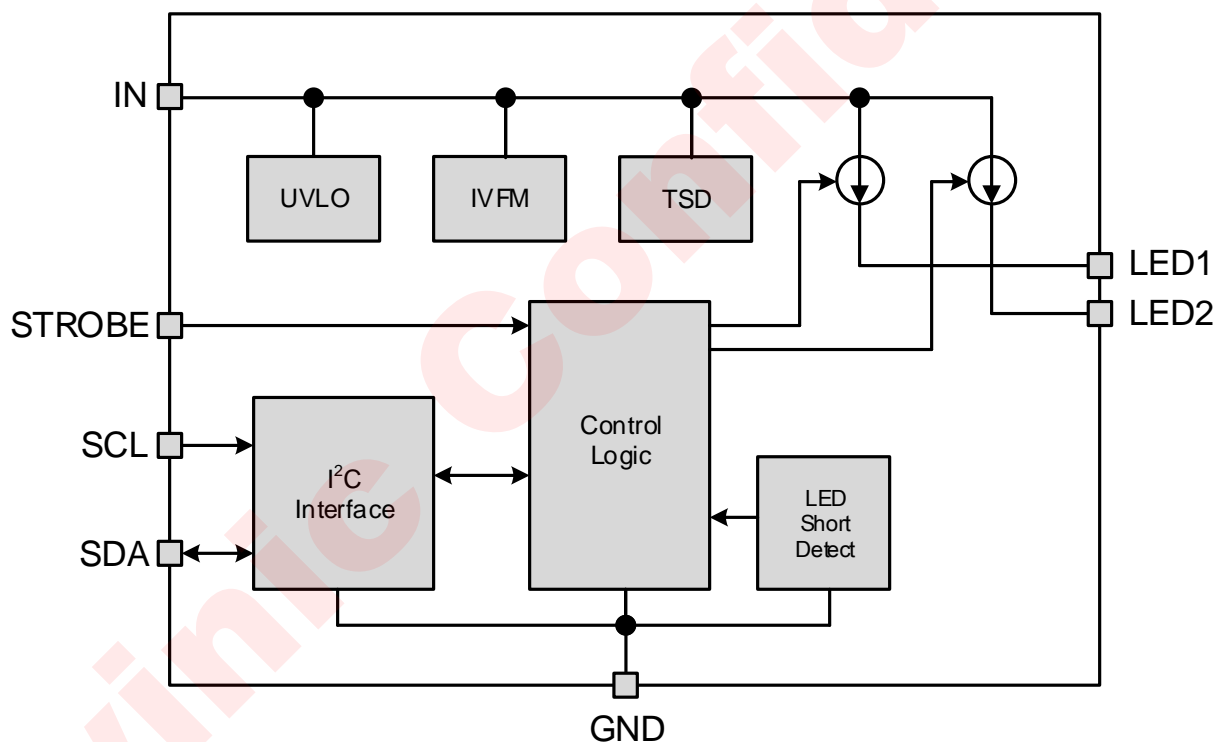 IN
UVLO
IVFM
TSD
LED1
LED2
STROBE
SCL
SDA
I²C
Interface
Control
Logic
LED
Short
Detect
GND